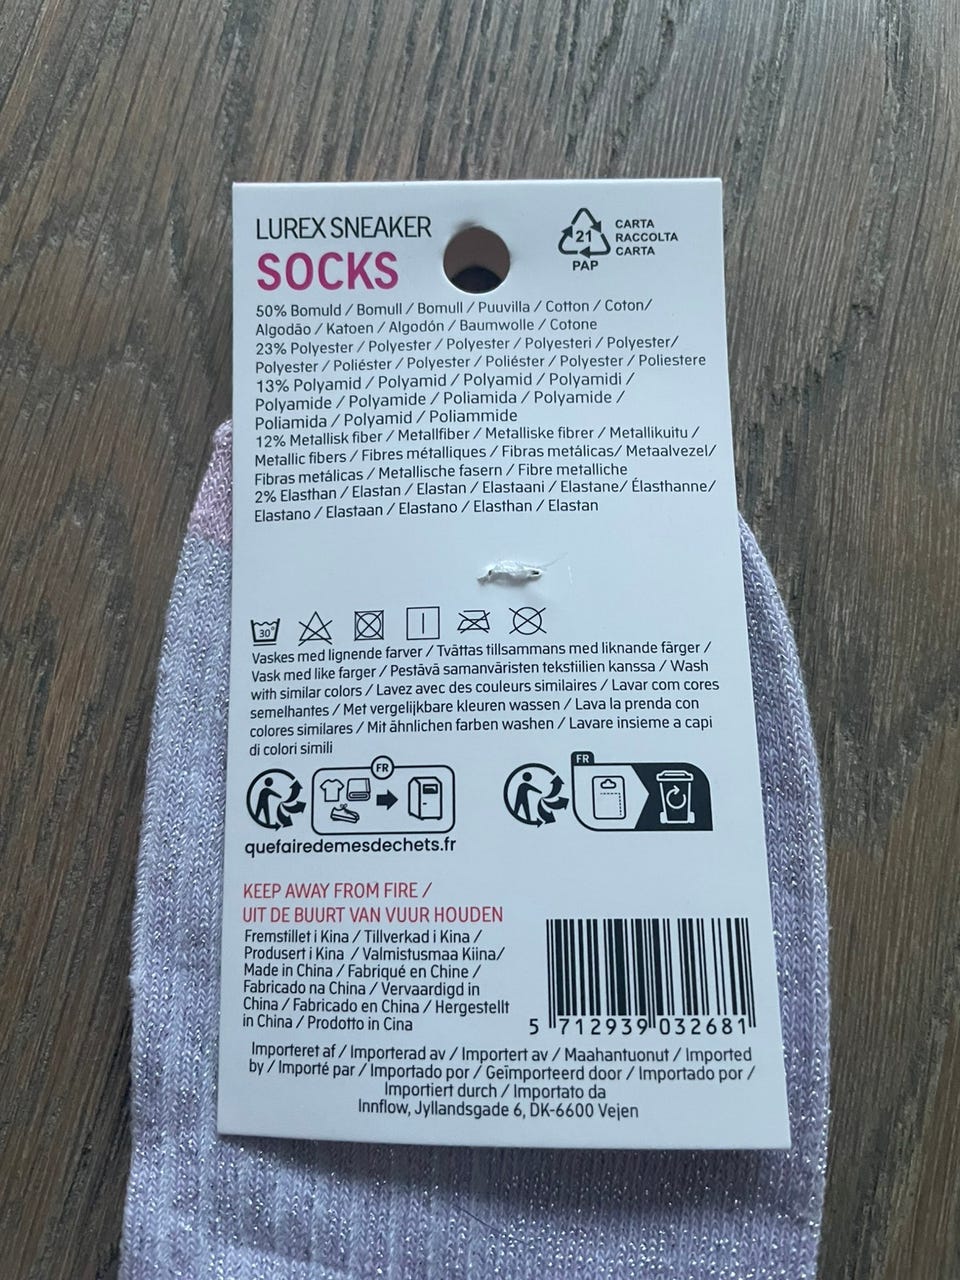 LUREX SNEAKER
SOCKS
21
PAP
CARTA
RACCOLTA
CARTA
50% Bomuld / Bomull / Bomull / Puuvilla / Cotton / Coton/
Algodão / Katoen / Algodón / Baumwolle / Cotone
23% Polyester / Polyester / Polyester / Polyesteri / Polyester/
Polyester / Poliéster / Polyester / Poliéster / Polyester / Poliestere
13% Polyamid / Polyamid / Polyamid / Polyamidi /
Polyamide / Polyamide / Poliamida / Polyamide /
Poliamida / Polyamid / Poliammide
12% Metallisk fiber / Metallfiber / Metalliske fibrer / Metallikuitu /
Metallic fibers / Fibres métalliques / Fibras metálicas/ Metaalvezel/
Fibras metálicas / Metallische fasern / Fibre metalliche
2% Elasthan / Elastan / Elastan / Elastaani / Elastane/ Élasthanne/
Elastano / Elastaan / Elastano / Elasthan / Elastan
30°
Vaskes med lignende farver / Tvättas tillsammans med liknande färger /
Vask med like farger / Pestävä samanväristen tekstiilien kanssa / Wash
with similar colors / Lavez avec des couleurs similaires / Lavar com cores
semelhantes / Met vergelijkbare kleuren wassen / Lava la prenda con
colores similares / Mit ähnlichen farben washen / Lavare insieme a capi
di colori simili
FR
FR
quefairedemesdechets.fr
KEEP AWAY FROM FIRE /
UIT DE BUURT VAN VUUR HOUDEN
Fremstillet i Kina / Tillverkad i Kina /
Produsert i Kina / Valmistusmaa Kiina/
Made in China / Fabriqué en Chine /
Fabricado na China / Vervaardigd in
China / Fabricado en China / Hergestellt
in China / Prodotto in Cina
5 712939 032681
Importeret af / Importerad av / Importert av / Maahantuonut / Imported
by / Importé par / Importado por / Geïmporteerd door / Importado por /
Importiert durch / Importato da
Innflow, Jyllandsgade 6, DK-6600 Vejen